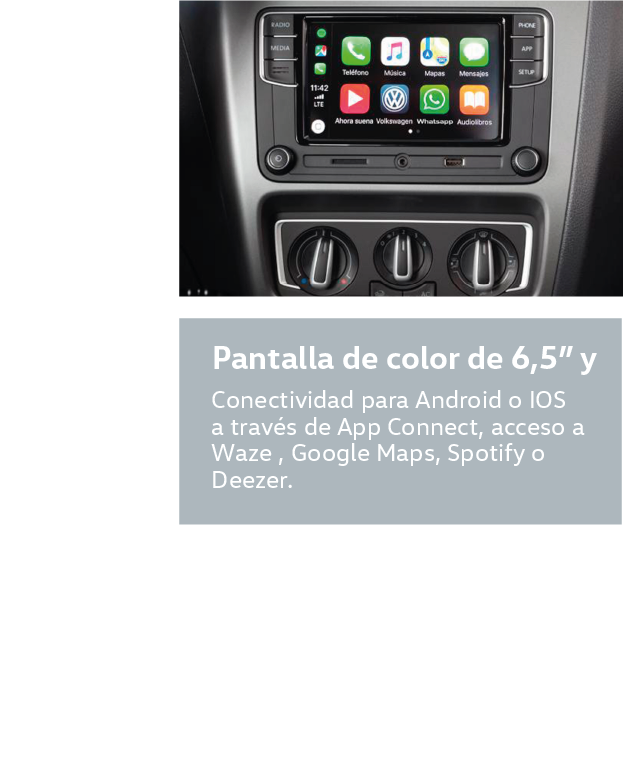 RADIO
MEDIA
PHONE
APP
SETUP
Teléfono Música Mapas Mensajes
11:42
LTE
Ahora suena Volkswagen Whatsapp Audiolibros
AC
Pantalla de color de 6,5” y
Conectividad para Android o IOS
a través de App Connect, acceso a
Waze , Google Maps, Spotify o
Deezer.